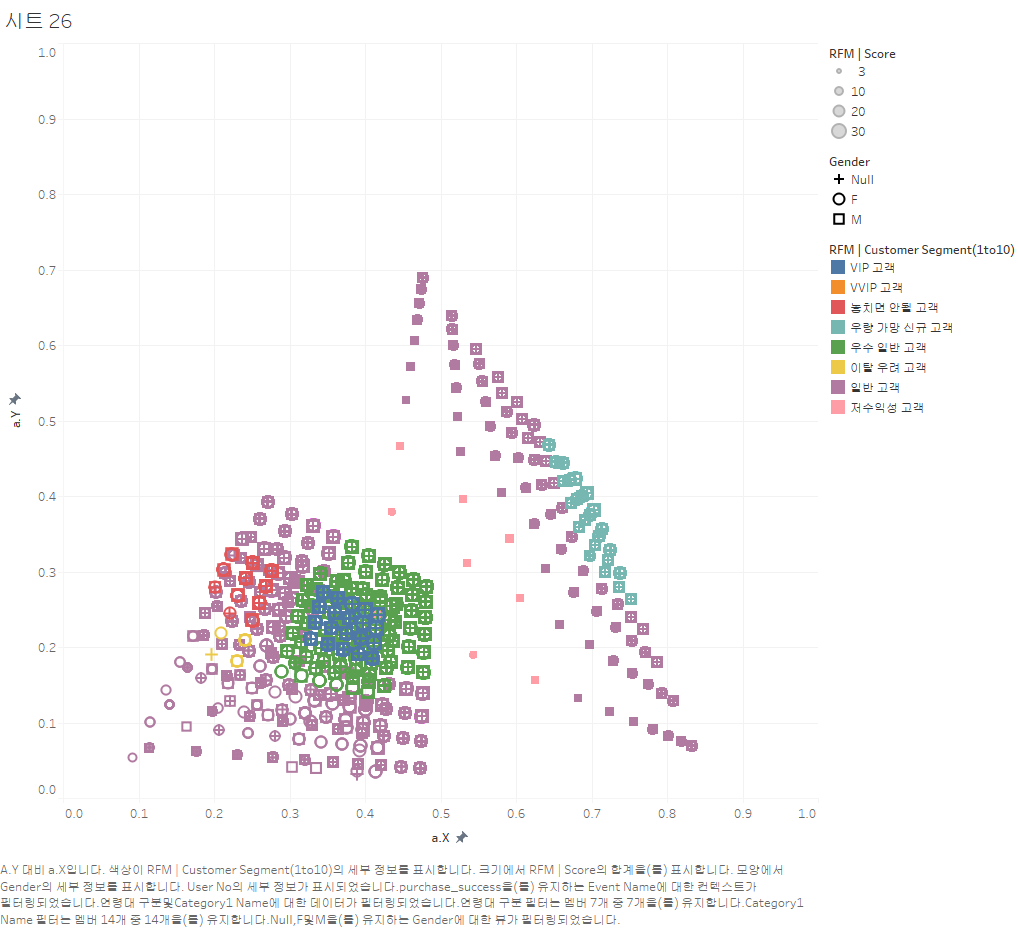 시트 26
1.0
0.9
0.8
0.7
0.6
0.5
0.4
0.3
0.2
0.1
0.0
a.Y
0.0 0.1 0.2 0.3 0.4 0.5 0.6 0.7 0.8 0.9 1.0
a.X
RFM | Score
3
10
20
30
Gender
Null
F
M
RFM | Customer Segment(1to10)
VIP 고객
VVIP 고객
놓치면 안될 고객
우량 가망 신규 고객
우수 일반 고객
이탈 우려 고객
일반 고객
저수익성 고객
A.Y 대비 a.X입니다. 색상이 RFM | Customer Segment(1to10)의 세부 정보를 표시합니다. 크기에서 RFM | Score의 합계을(를) 표시합니다. 모양에서
Gender의 세부 정보를 표시합니다. User No의 세부 정보가 표시되었습니다.purchase_success을(를) 유지하는 Event Name에 대한 컨텍스트가
필터링되었습니다.연령대 구분및Category1 Name에 대한 데이터가 필터링되었습니다.연령대 구분 필터는 멤버 7개 중 7개을(를) 유지합니다.Category1
Name 필터는 멤버 14개 중 14개을(를) 유지합니다.Null,F및M을(를) 유지하는 Gender에 대한 뷰가 필터링되었습니다.